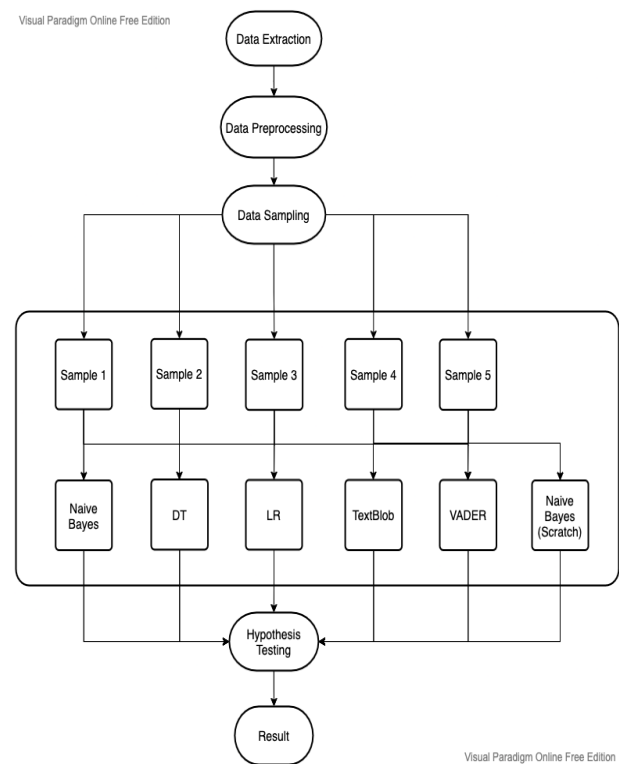 Visual Paradigm Online Free Edition
Data Extraction
Data Preprocessing
Data Sampling
Sample 1
Sample 2
Sample 3
Sample 4
Sample 5
Naive
Bayes
DT
LR
TextBlob
VADER
Naive
Bayes
(Scratch)
Hypothesis
Testing
Result
Visual Paradigm Online Free Edition